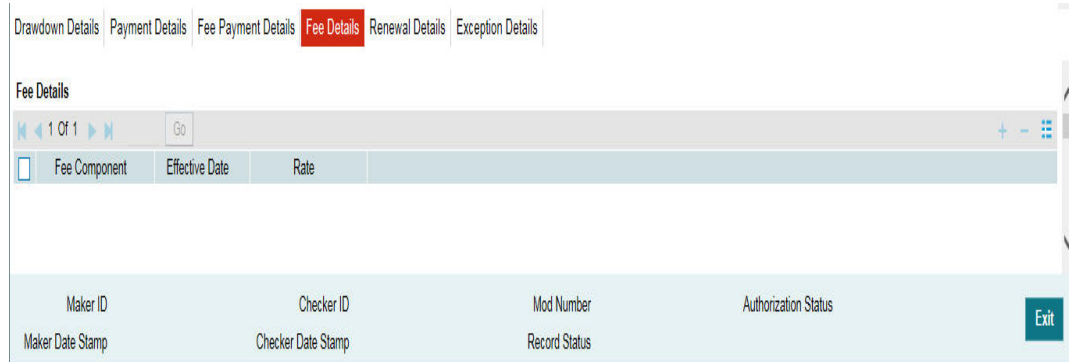 Drawdown Details Payment Details Fee Payment Details Fee Details Renewal Details Exception Details
Fee Details
1 Of 1 Go
Fee Component Effective Date Rate
Maker ID Checker ID Mod Number Authorization Status
Exit
Maker Date Stamp Checker Date Stamp Record Status